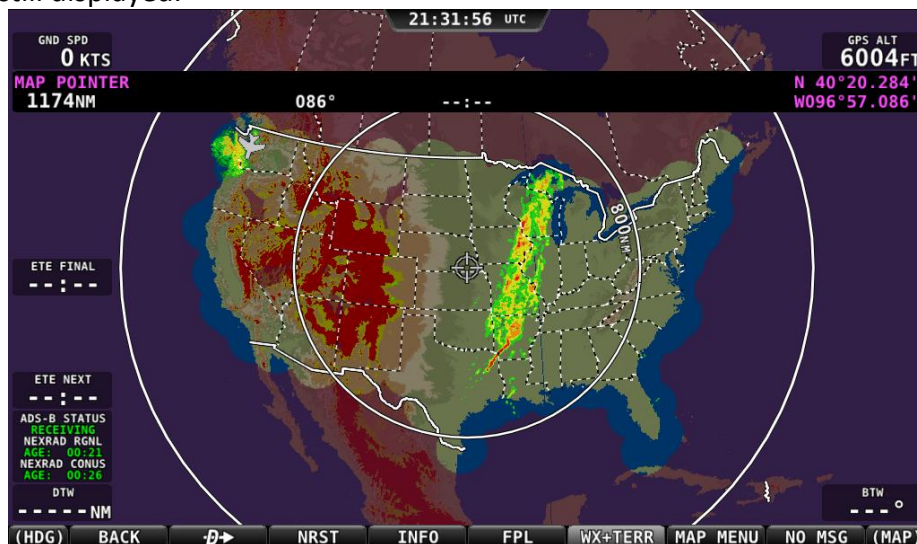 still displayed.
21:31:56 UTC
GND SPD
0 KTS
GPS ALT
6004FT
MAP POINTER
N 40°20.284'
1174NM 086° --:--
W096°57.086'
800NM
ETE FINAL
--:--
ETE NEXT
--:--
ADS-B STATUS
RECEIVING
NEXRAD RGNL
AGE: 00:21
NEXRAD CONUS
AGE: 00:26
DTW
-----NM
BTW
---°
(HDG) BACK D NRST INFO FPL WX+TERR MAP MENU NO MSG (MAP)